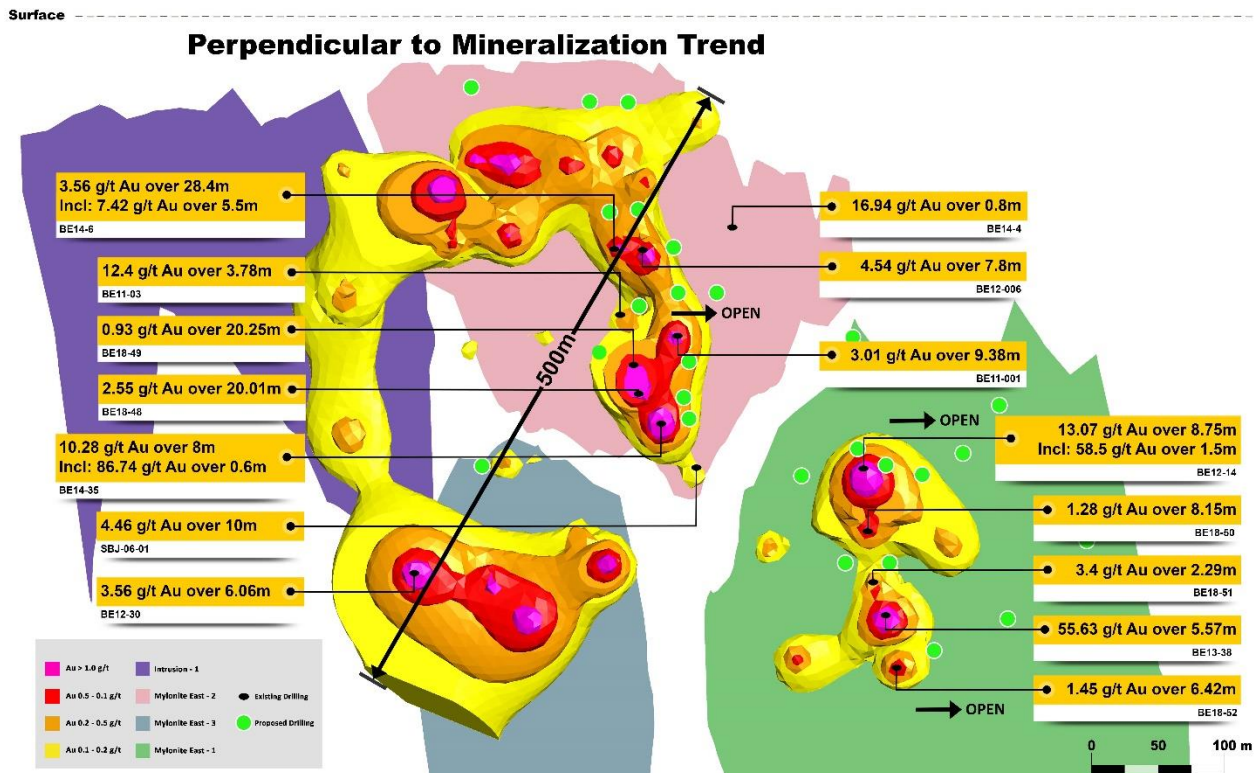 Surface
Perpendicular to Mineralization Trend
3.56 g/t Au over 28.4m
Incl: 7.42 g/t Au over 5.5m
BE14-6
12.4 g/t Au over 3.78m
BE11-03
0.93 g/t Au over 20.25m
BE18-49
2.55 g/t Au over 20.01m
BE18-48
10.28 g/t Au over 8m
Incl: 86.74 g/t Au over 0.6m
BE14-35
4.46 g/t Au over 10m
SBJ-06-01
3.56 g/t Au over 6.06m
BE12-30
500m
16.94 g/t Au over 0.8m
BE14-4
4.54 g/t Au over 7.8m
BE12-006
OPEN
3.01 g/t Au over 9.38m
BE11-001
OPEN
13.07 g/t Au over 8.75m
Incl: 58.5 g/t Au over 1.5m
BE12-14
1.28 g/t Au over 8.15m
BE18-50
3.4 g/t Au over 2.29m
BE18-51
55.63 g/t Au over 5.57m
BE13-38
1.45 g/t Au over 6.42m
BE18-52
OPEN
Au > 1.0 g/t
Au 0.5 - 0.1 g/t
Au 0.2 - 0.5 g/t
Au 0.1 - 0.2 g/t
Intrusion - 1
Mylonite East - 2
Mylonite East - 3
Mylonite East - 1
Existing Drilling
Proposed Drilling
0 50 100 m